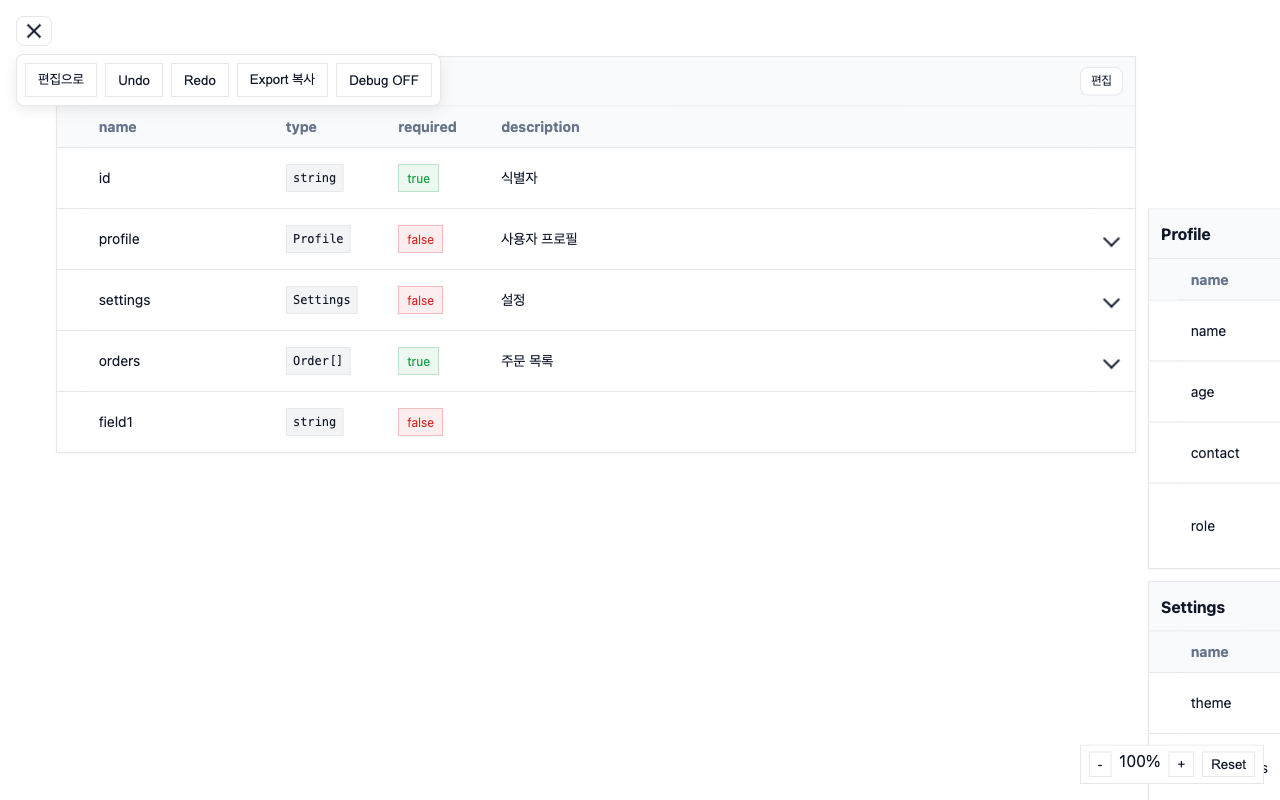 편집으로 Undo Redo Export 복사 Debug OFF
편집
name type required description
id string true 식별자
profile Profile false 사용자 프로필
settings Settings false 설정
orders Order[] true 주문 목록
field1 string false
Profile
name
name
age
contact
role
Settings
name
theme
s
- 100% + Reset